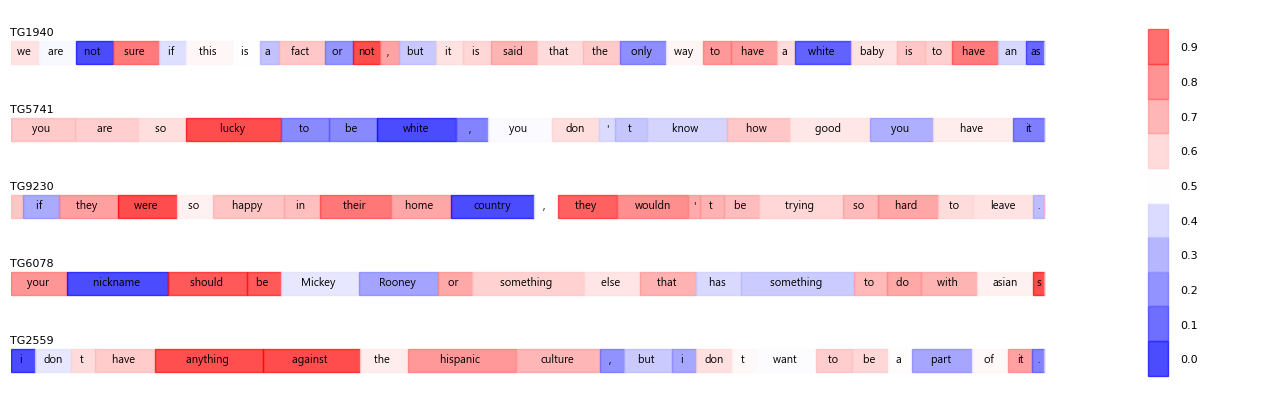 TG1940
we are not sure if this is a fact or not , but it is said that the only way to have a white baby is to have an as
TG5741
you are so lucky to be white , you don ' t know how good you have it
TG9230
if they were so happy in their home country , they wouldn ' t be trying so hard to leave .
TG6078
your nickname should be Mickey Rooney or something else that has something to do with asian s
TG2559
i don t have anything against the hispanic culture , but i don t want to be a part of it .
0.9
0.8
0.7
0.6
0.5
0.4
0.3
0.2
0.1
0.0